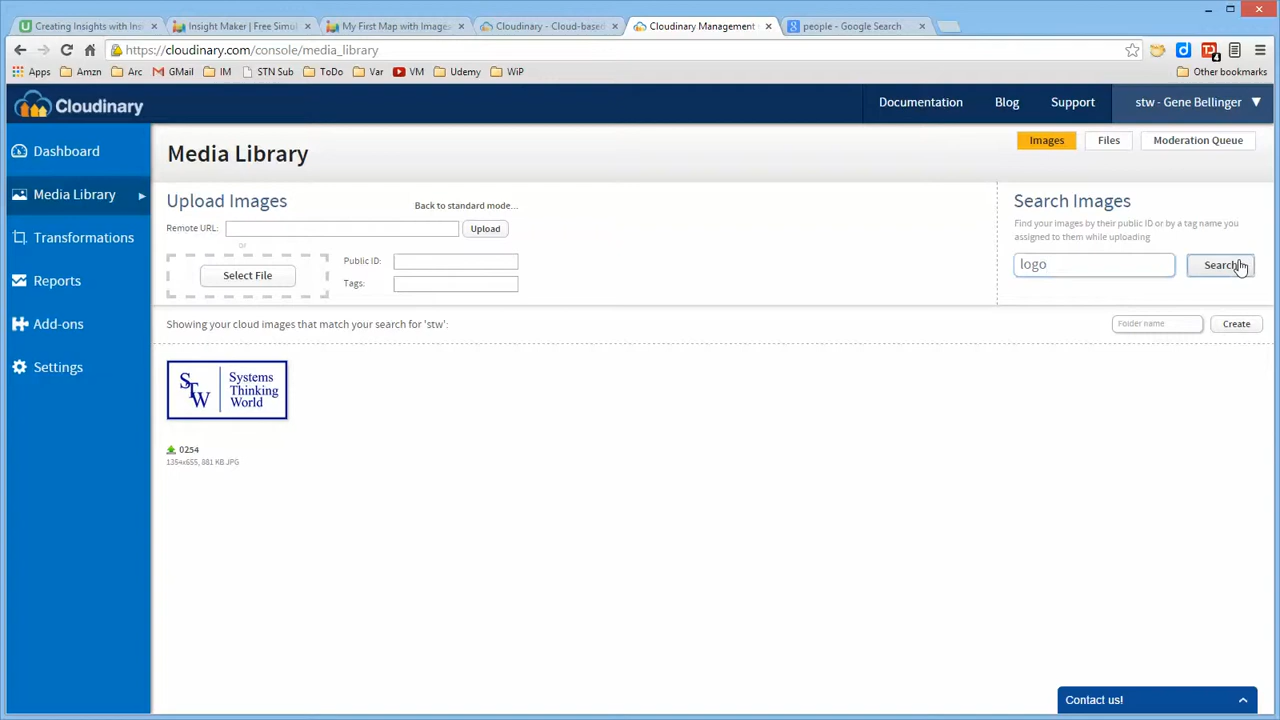 Creating Insights with Ins
Insight Maker | Free Simul
My First Map with Images
Cloudinary - Cloud-based
Cloudinary Management
people - Google Search
https://cloudinary.com/console/media_library
Apps Amzn Arc GMail IM STN Sub ToDo Var VM Udemy WiP Other bookmarks
Cloudinary
Documentation Blog Support stw - Gene Bellinger
Dashboard
Media Library
Transformations
Reports
Add-ons
Settings
Media Library
Images Files Moderation Queue
Upload Images
Back to standard mode...
Remote URL: Upload
or
Select File
Public ID:
Tags:
Search Images
Find your images by their public ID or by a tag name you
assigned to them while uploading
logo Search
Showing your cloud images that match your search for 'stw':
Folder name Create
STW Systems
Thinking
World
0254
1354x655, 881 KB JPG
Contact us!